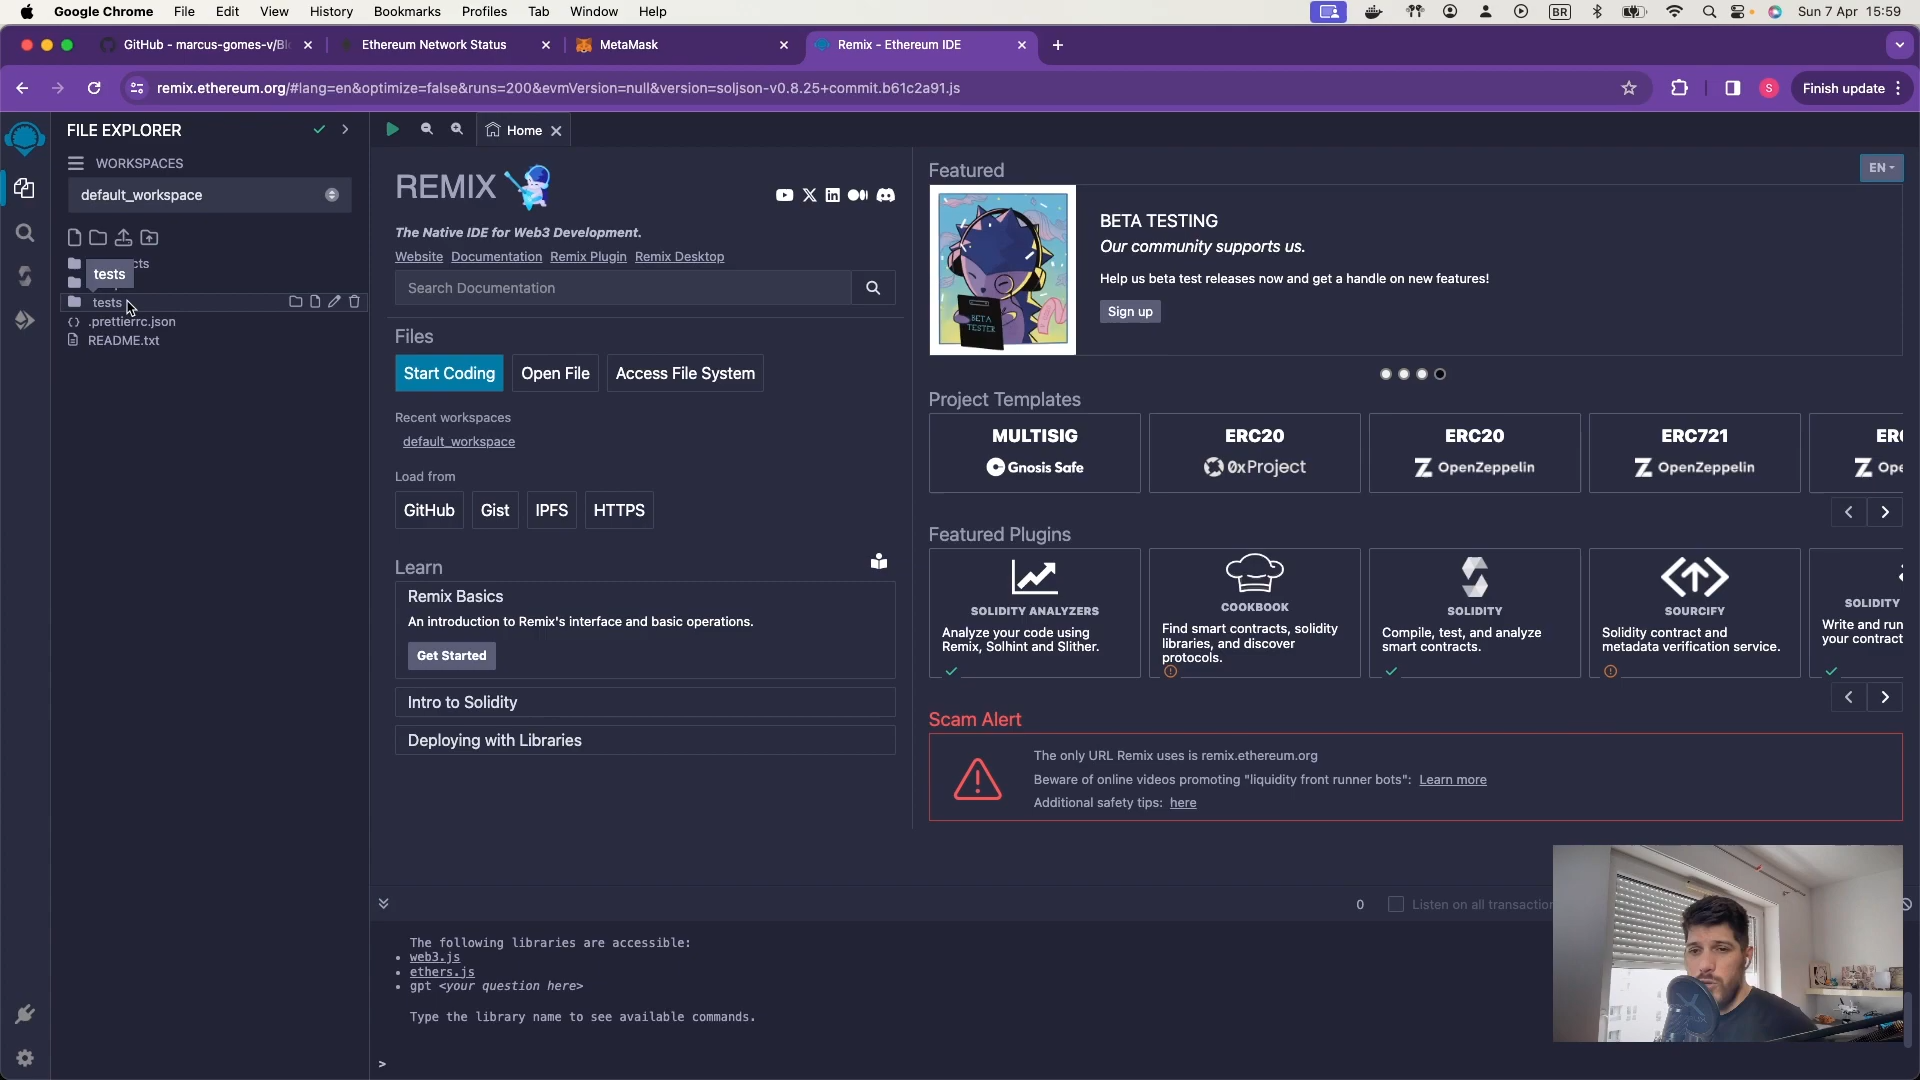 Google Chrome File Edit View History Bookmarks Profiles Tab Window Help BR Sun 7 Apr 15:59
GitHub - marcus-gomes-v/Bl
Ethereum Network Status
MetaMask
Remix - Ethereum IDE
remix.ethereum.org/#lang=en&optimize=false&runs=200&evmVersion=null&version=soljson-v0.8.25+commit.b61c2a91.js
S
Finish update
FILE EXPLORER
WORKSPACES
default_workspace
cts
tests
tests
.prettierrc.json
README.txt
Home
REMIX
The Native IDE for Web3 Development.
Website Documentation Remix Plugin Remix Desktop
Search Documentation
Files
Start Coding
Open File
Access File System
Recent workspaces
default_workspace
Load from
GitHub
Gist
IPFS
HTTPS
Learn
Remix Basics
An introduction to Remix's interface and basic operations.
Get Started
Intro to Solidity
Deploying with Libraries
Featured
EN
BETA TESTER
BETA TESTING
Our community supports us.
Help us beta test releases now and get a handle on new features!
Sign up
Project Templates
MULTISIG
Gnosis Safe
ERC20
0xProject
ERC20
OpenZeppelin
ERC721
OpenZeppelin
ER
Ope
Featured Plugins
SOLIDITY ANALYZERS
Analyze your code using
Remix, Solhint and Slither.
COOKBOOK
Find smart contracts, solidity
libraries, and discover
protocols.
SOLIDITY
Compile, test, and analyze
smart contracts.
SOURCIFY
Solidity contract and
metadata verification service.
SOLIDITY
Write and run
your contract
Scam Alert
The only URL Remix uses is remix.ethereum.org
Beware of online videos promoting "liquidity front runner bots": Learn more
Additional safety tips: here
0
Listen on all transaction
The following libraries are accessible:
• web3.js
• ethers.js
• gpt <your question here>
Type the library name to see available commands.
>